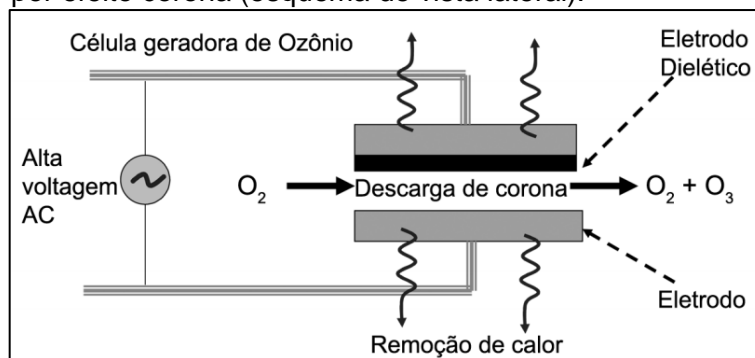 por efeito corona (esquema de vista lateral).
Célula geradora de Ozônio
Eletrodo
Dielético
Alta
voltagem
AC
O₂
Descarga de corona
O₂ + O₃
Eletrodo
Remoção de calor